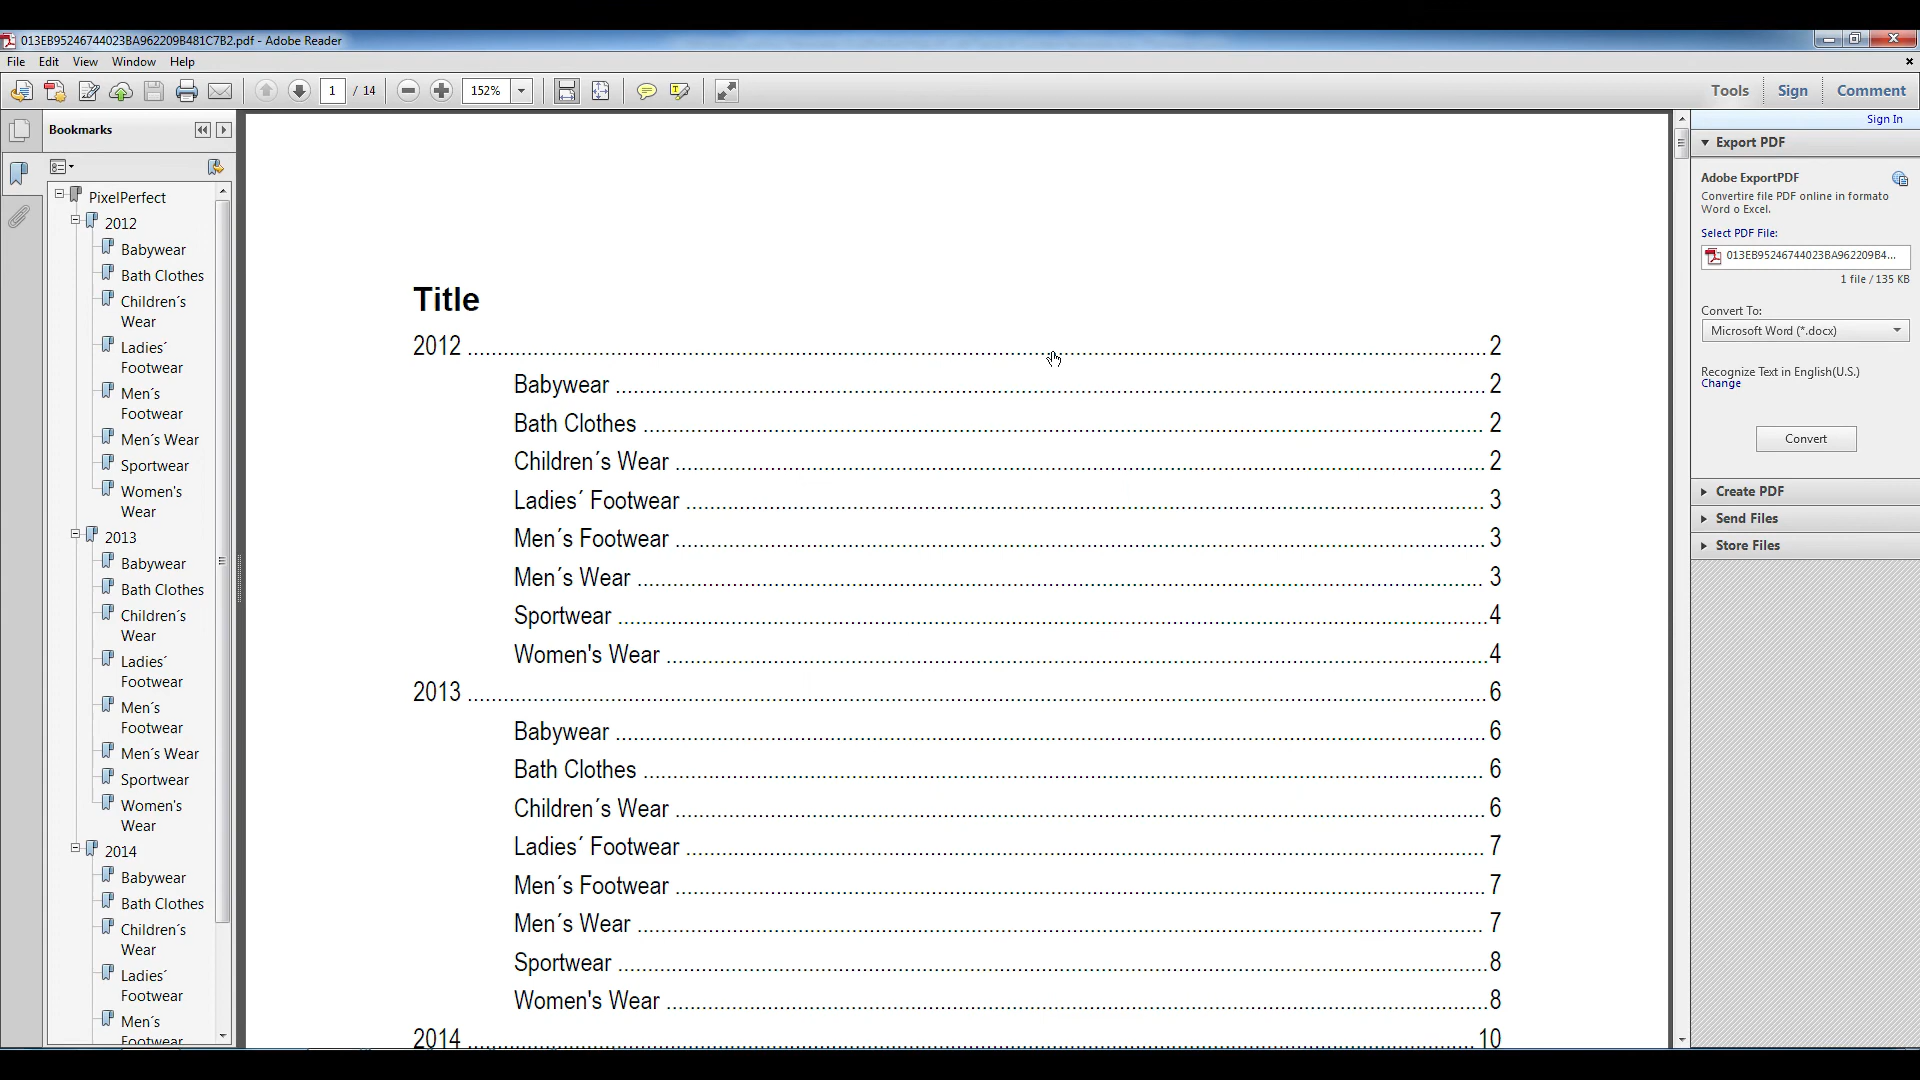 013EB95246744023BA962209B481C7B2.pdf - Adobe Reader
File Edit View Window Help
1 / 14 152% Tools Sign Comment
Bookmarks
PixelPerfect
2012
Babywear
Bath Clothes
Children´s
Wear
Ladies´
Footwear
Men´s
Footwear
Men´s Wear
Sportwear
Women's
Wear
2013
Babywear
Bath Clothes
Children´s
Wear
Ladies´
Footwear
Men´s
Footwear
Men´s Wear
Sportwear
Women's
Wear
2014
Babywear
Bath Clothes
Children´s
Wear
Ladies´
Footwear
Men´s
Footwear
Title
2012 ........ 2
Babywear ........ 2
Bath Clothes ........ 2
Children´s Wear ........ 2
Ladies´ Footwear ........ 3
Men´s Footwear ........ 3
Men´s Wear ........ 3
Sportwear ........ 4
Women's Wear ........ 4
2013 ........ 6
Babywear ........ 6
Bath Clothes ........ 6
Children´s Wear ........ 6
Ladies´ Footwear ........ 7
Men´s Footwear ........ 7
Men´s Wear ........ 7
Sportwear ........ 8
Women's Wear ........ 8
2014 ........ 10
Sign In
Export PDF
Adobe ExportPDF
Convertire file PDF online in formato
Word o Excel.
Select PDF File:
013EB95246744023BA962209B4...
1 file / 135 KB
Convert To:
Microsoft Word (*.docx)
Recognize Text in English(U.S.)
Change
Convert
Create PDF
Send Files
Store Files